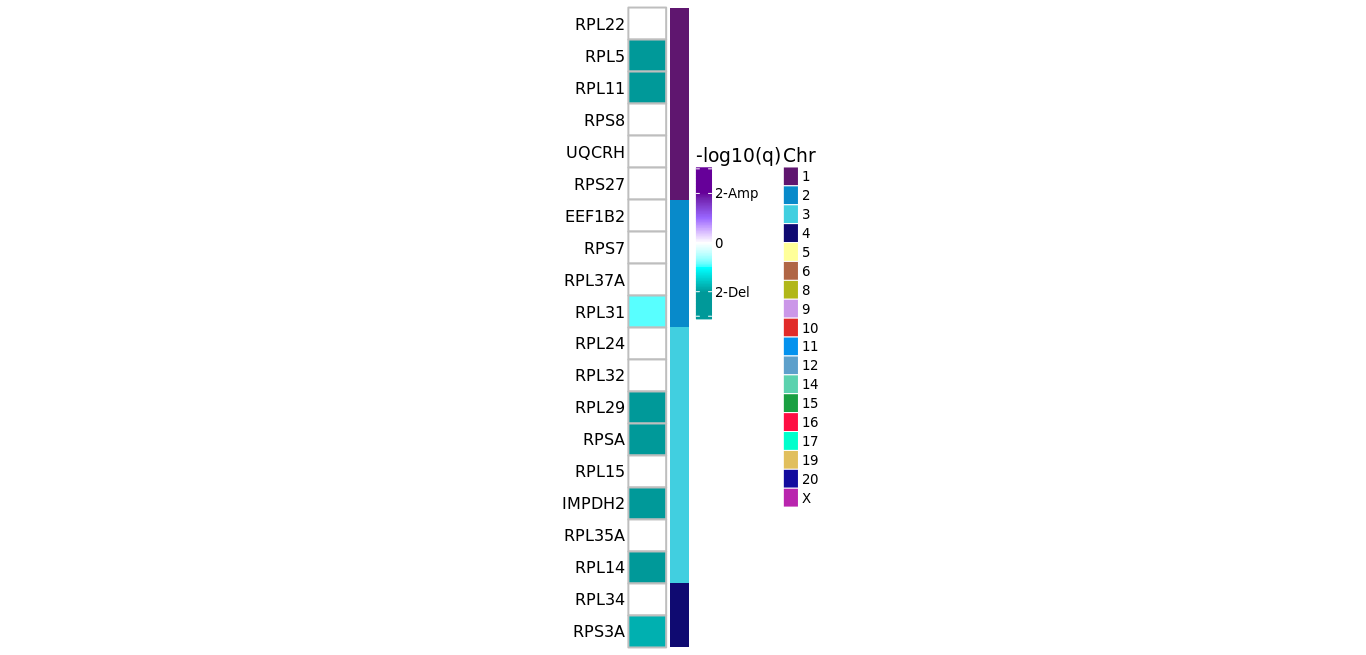 RPL22
RPL5
RPL11
RPS8
UQCRH
RPS27
EEF1B2
RPS7
RPL37A
RPL31
RPL24
RPL32
RPL29
RPSA
RPL15
IMPDH2
RPL35A
RPL14
RPL34
RPS3A
-log10(q)
2-Amp
0
2-Del
Chr
1
2
3
4
5
6
8
9
10
11
12
14
15
16
17
19
20
X